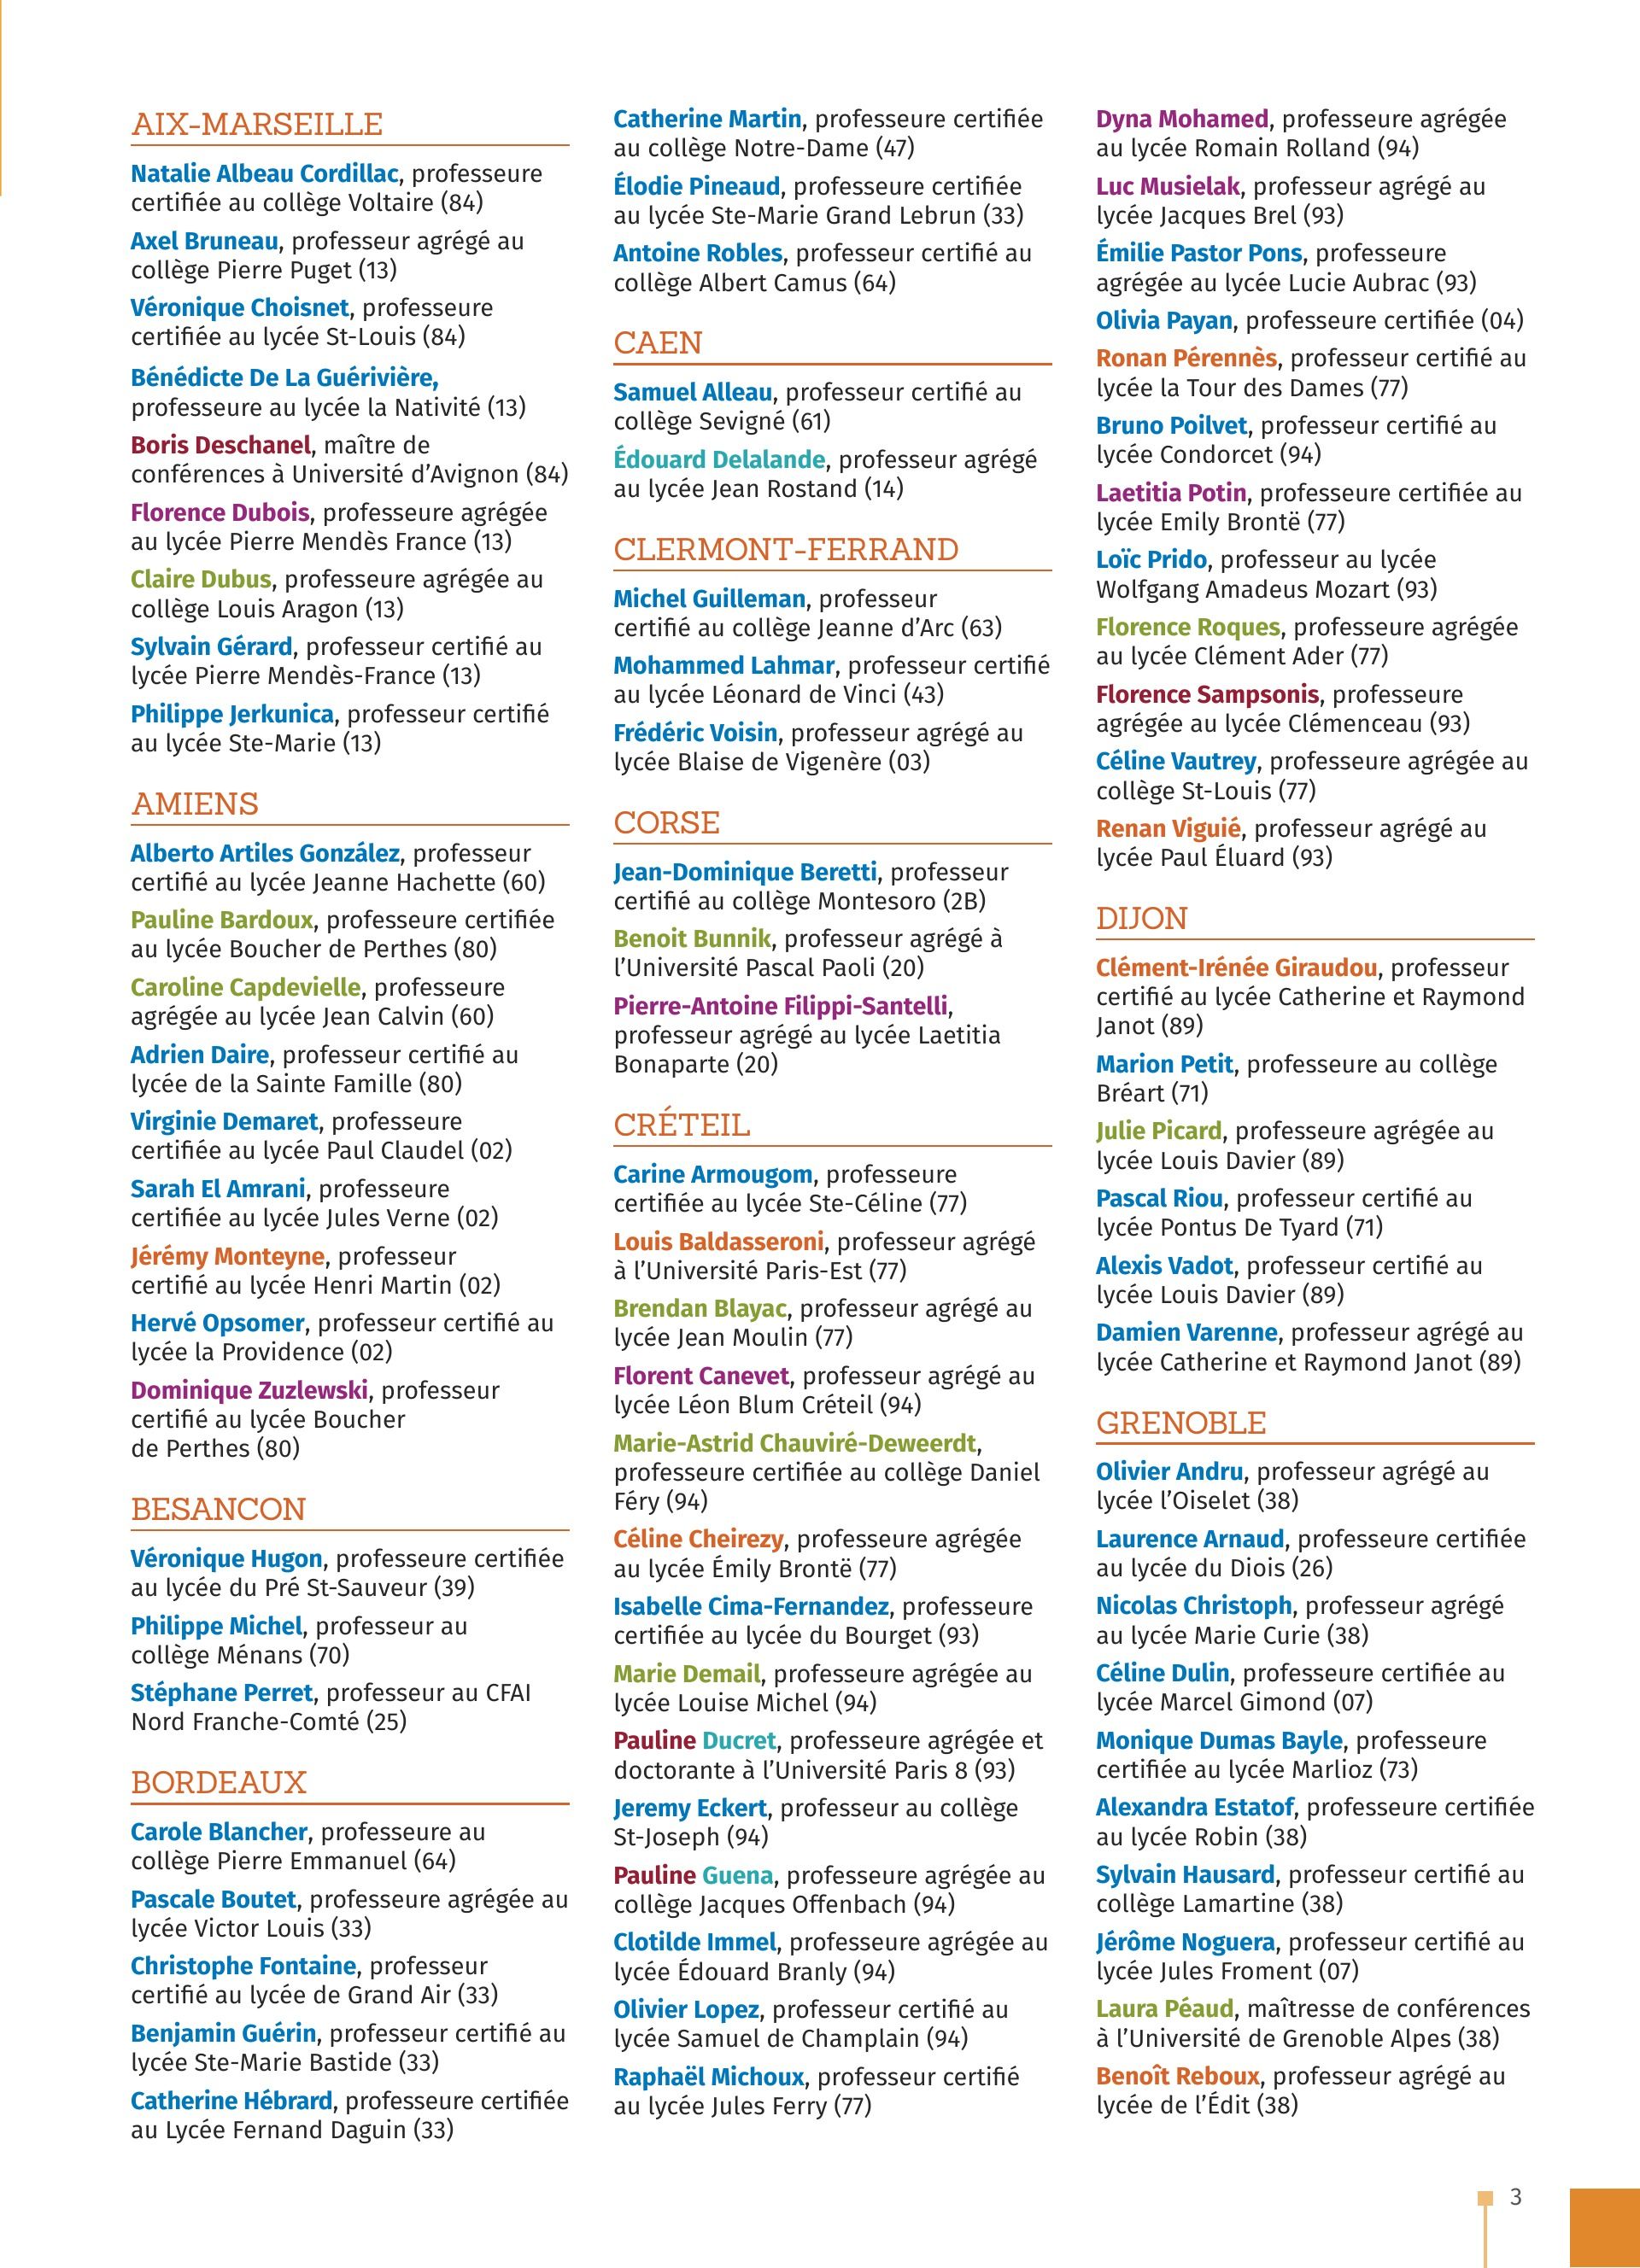 AIX-MARSEILLE
Natalie Albeau Cordillac, professeure
certifiée au collège Voltaire (84)
Axel Bruneau, professeur agrégé au
collège Pierre Puget (13)
Véronique Choisnet, professeure
certifiée au lycée St-Louis (84)
Bénédicte De La Guérivière,
professeure au lycée la Nativité (13)
Boris Deschanel, maître de
conférences à Université d’Avignon (84)
Florence Dubois, professeure agrégée
au lycée Pierre Mendès France (13)
Claire Dubus, professeure agrégée au
collège Louis Aragon (13)
Sylvain Gérard, professeur certifié au
lycée Pierre Mendès-France (13)
Philippe Jerkunica, professeur certifié
au lycée Ste-Marie (13)
AMIENS
Alberto Artiles González, professeur
certifié au lycée Jeanne Hachette (60)
Pauline Bardoux, professeure certifiée
au lycée Boucher de Perthes (80)
Caroline Capdevielle, professeure
agrégée au lycée Jean Calvin (60)
Adrien Daire, professeur certifié au
lycée de la Sainte Famille (80)
Virginie Demaret, professeure
certifiée au lycée Paul Claudel (02)
Sarah El Amrani, professeure
certifiée au lycée Jules Verne (02)
Jérémy Monteyne, professeur
certifié au lycée Henri Martin (02)
Hervé Opsomer, professeur certifié au
lycée la Providence (02)
Dominique Zuzlewski, professeur
certifié au lycée Boucher
de Perthes (80)
BESANCON
Véronique Hugon, professeure certifiée
au lycée du Pré St-Sauveur (39)
Philippe Michel, professeur au
collège Ménans (70)
Stéphane Perret, professeur au CFAI
Nord Franche-Comté (25)
BORDEAUX
Carole Blancher, professeure au
collège Pierre Emmanuel (64)
Pascale Boutet, professeure agrégée au
lycée Victor Louis (33)
Christophe Fontaine, professeur
certifié au lycée de Grand Air (33)
Benjamin Guérin, professeur certifié au
lycée Ste-Marie Bastide (33)
Catherine Hébrard, professeure certifiée
au Lycée Fernand Daguin (33)
Catherine Martin, professeure certifiée
au collège Notre-Dame (47)
Élodie Pineaud, professeure certifiée
au lycée Ste-Marie Grand Lebrun (33)
Antoine Robles, professeur certifié au
collège Albert Camus (64)
CAEN
Samuel Alleau, professeur certifié au
collège Sevigné (61)
Édouard Delalande, professeur agrégé
au lycée Jean Rostand (14)
CLERMONT-FERRAND
Michel Guilleman, professeur
certifié au collège Jeanne d’Arc (63)
Mohammed Lahmar, professeur certifié
au lycée Léonard de Vinci (43)
Frédéric Voisin, professeur agrégé au
lycée Blaise de Vigenère (03)
CORSE
Jean-Dominique Beretti, professeur
certifié au collège Montesoro (2B)
Benoit Bunnik, professeur agrégé à
l’Université Pascal Paoli (20)
Pierre-Antoine Filippi-Santelli,
professeur agrégé au lycée Laetitia
Bonaparte (20)
CRÉTEIL
Carine Armougom, professeure
certifiée au lycée Ste-Céline (77)
Louis Baldasseroni, professeur agrégé
à l’Université Paris-Est (77)
Brendan Blayac, professeur agrégé au
lycée Jean Moulin (77)
Florent Canevet, professeur agrégé au
lycée Léon Blum Créteil (94)
Marie-Astrid Chauviré-Deweerdt,
professeure certifiée au collège Daniel
Féry (94)
Céline Cheirezy, professeure agrégée
au lycée Émily Brontë (77)
Isabelle Cima-Fernandez, professeure
certifiée au lycée du Bourget (93)
Marie Demail, professeure agrégée au
lycée Louise Michel (94)
Pauline Ducret, professeure agrégée et
doctorante à l’Université Paris 8 (93)
Jeremy Eckert, professeur au collège
St-Joseph (94)
Pauline Guena, professeure agrégée au
collège Jacques Offenbach (94)
Clotilde Immel, professeure agrégée au
lycée Édouard Branly (94)
Olivier Lopez, professeur certifié au
lycée Samuel de Champlain (94)
Raphaël Michoux, professeur certifié
au lycée Jules Ferry (77)
Dyna Mohamed, professeure agrégée
au lycée Romain Rolland (94)
Luc Musielak, professeur agrégé au
lycée Jacques Brel (93)
Émilie Pastor Pons, professeure
agrégée au lycée Lucie Aubrac (93)
Olivia Payan, professeure certifiée (04)
Ronan Pérennès, professeur certifié au
lycée la Tour des Dames (77)
Bruno Poilvet, professeur certifié au
lycée Condorcet (94)
Laetitia Potin, professeure certifiée au
lycée Emily Brontë (77)
Loïc Prido, professeur au lycée
Wolfgang Amadeus Mozart (93)
Florence Roques, professeure agrégée
au lycée Clément Ader (77)
Florence Sampsonis, professeure
agrégée au lycée Clémenceau (93)
Céline Vautrey, professeure agrégée au
collège St-Louis (77)
Renan Viguié, professeur agrégé au
lycée Paul Éluard (93)
DIJON
Clément-Irénée Giraudou, professeur
certifié au lycée Catherine et Raymond
Janot (89)
Marion Petit, professeure au collège
Bréart (71)
Julie Picard, professeure agrégée au
lycée Louis Davier (89)
Pascal Riou, professeur certifié au
lycée Pontus De Tyard (71)
Alexis Vadot, professeur certifié au
lycée Louis Davier (89)
Damien Varenne, professeur agrégé au
lycée Catherine et Raymond Janot (89)
GRENOBLE
Olivier Andru, professeur agrégé au
lycée l’Oiselet (38)
Laurence Arnaud, professeure certifiée
au lycée du Diois (26)
Nicolas Christoph, professeur agrégé
au lycée Marie Curie (38)
Céline Dulin, professeure certifiée au
lycée Marcel Gimond (07)
Monique Dumas Bayle, professeure
certifiée au lycée Marlioz (73)
Alexandra Estatof, professeure certifiée
au lycée Robin (38)
Sylvain Hausard, professeur certifié au
collège Lamartine (38)
Jérôme Noguera, professeur certifié au
lycée Jules Froment (07)
Laura Péaud, maîtresse de conférences
à l’Université de Grenoble Alpes (38)
Benoît Reboux, professeur agrégé au
lycée de l’Édit (38)
3